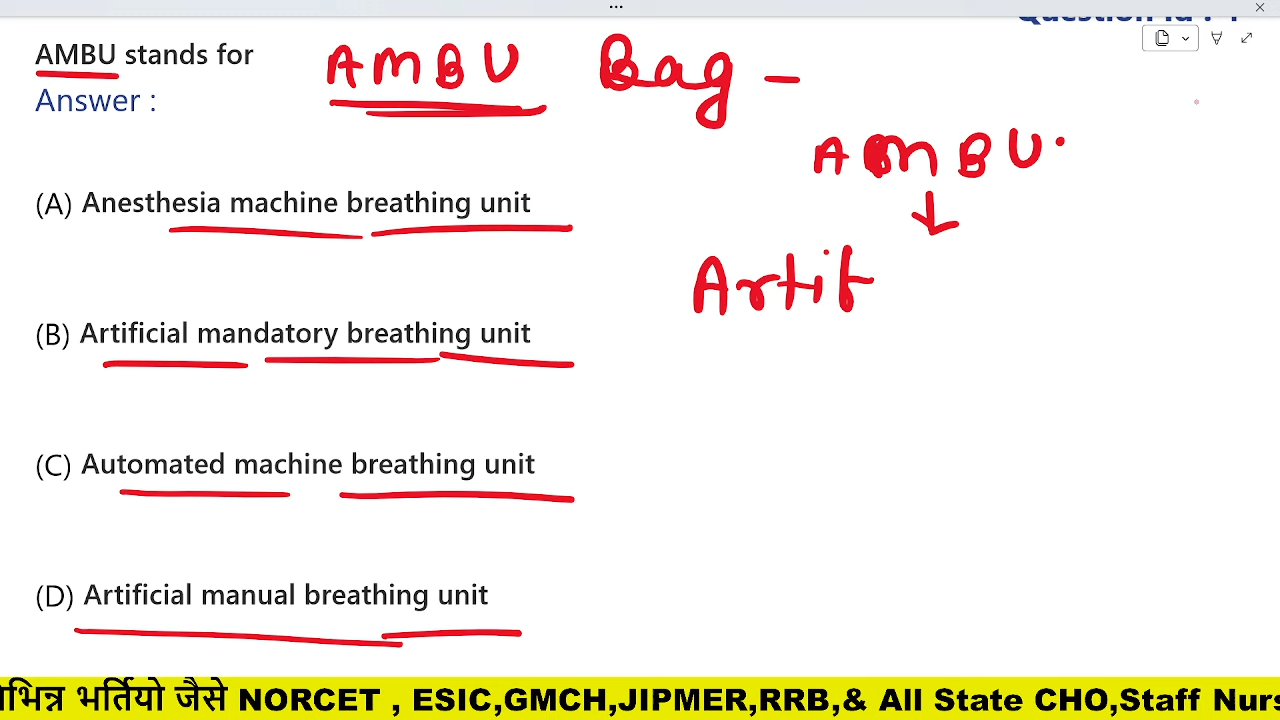 AMBU stands for
AMBU Bag -
Answer :
AMBU.
(A) Anesthesia machine breathing unit
Artif
(B) Artificial mandatory breathing unit
(C) Automated machine breathing unit
(D) Artificial manual breathing unit
भर्तियो जैसे NORCET , ESIC,GMCH,JIPMER,RRB,& All State CHO,Staff